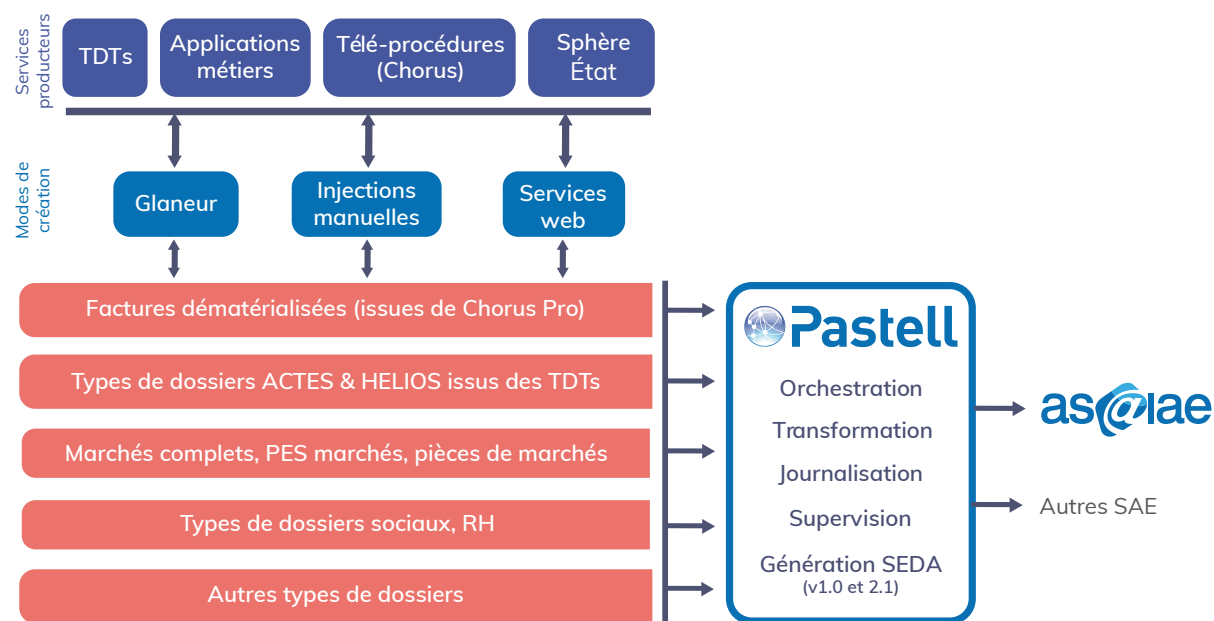 Services
producteurs
TDTs
Applications
métiers
Télé-procédures
(Chorus)
Sphère
État
Modes de
création
Glaneur
Injections
manuelles
Services
web
Factures dématérialisées (issues de Chorus Pro)
Types de dossiers ACTES & HELIOS issus des TDTs
Marchés complets, PES marchés, pièces de marchés
Types de dossiers sociaux, RH
Autres types de dossiers
Pastell
Orchestration
Transformation
Journalisation
Supervision
Génération SEDA
(v1.0 et 2.1)
as@lae
Autres SAE